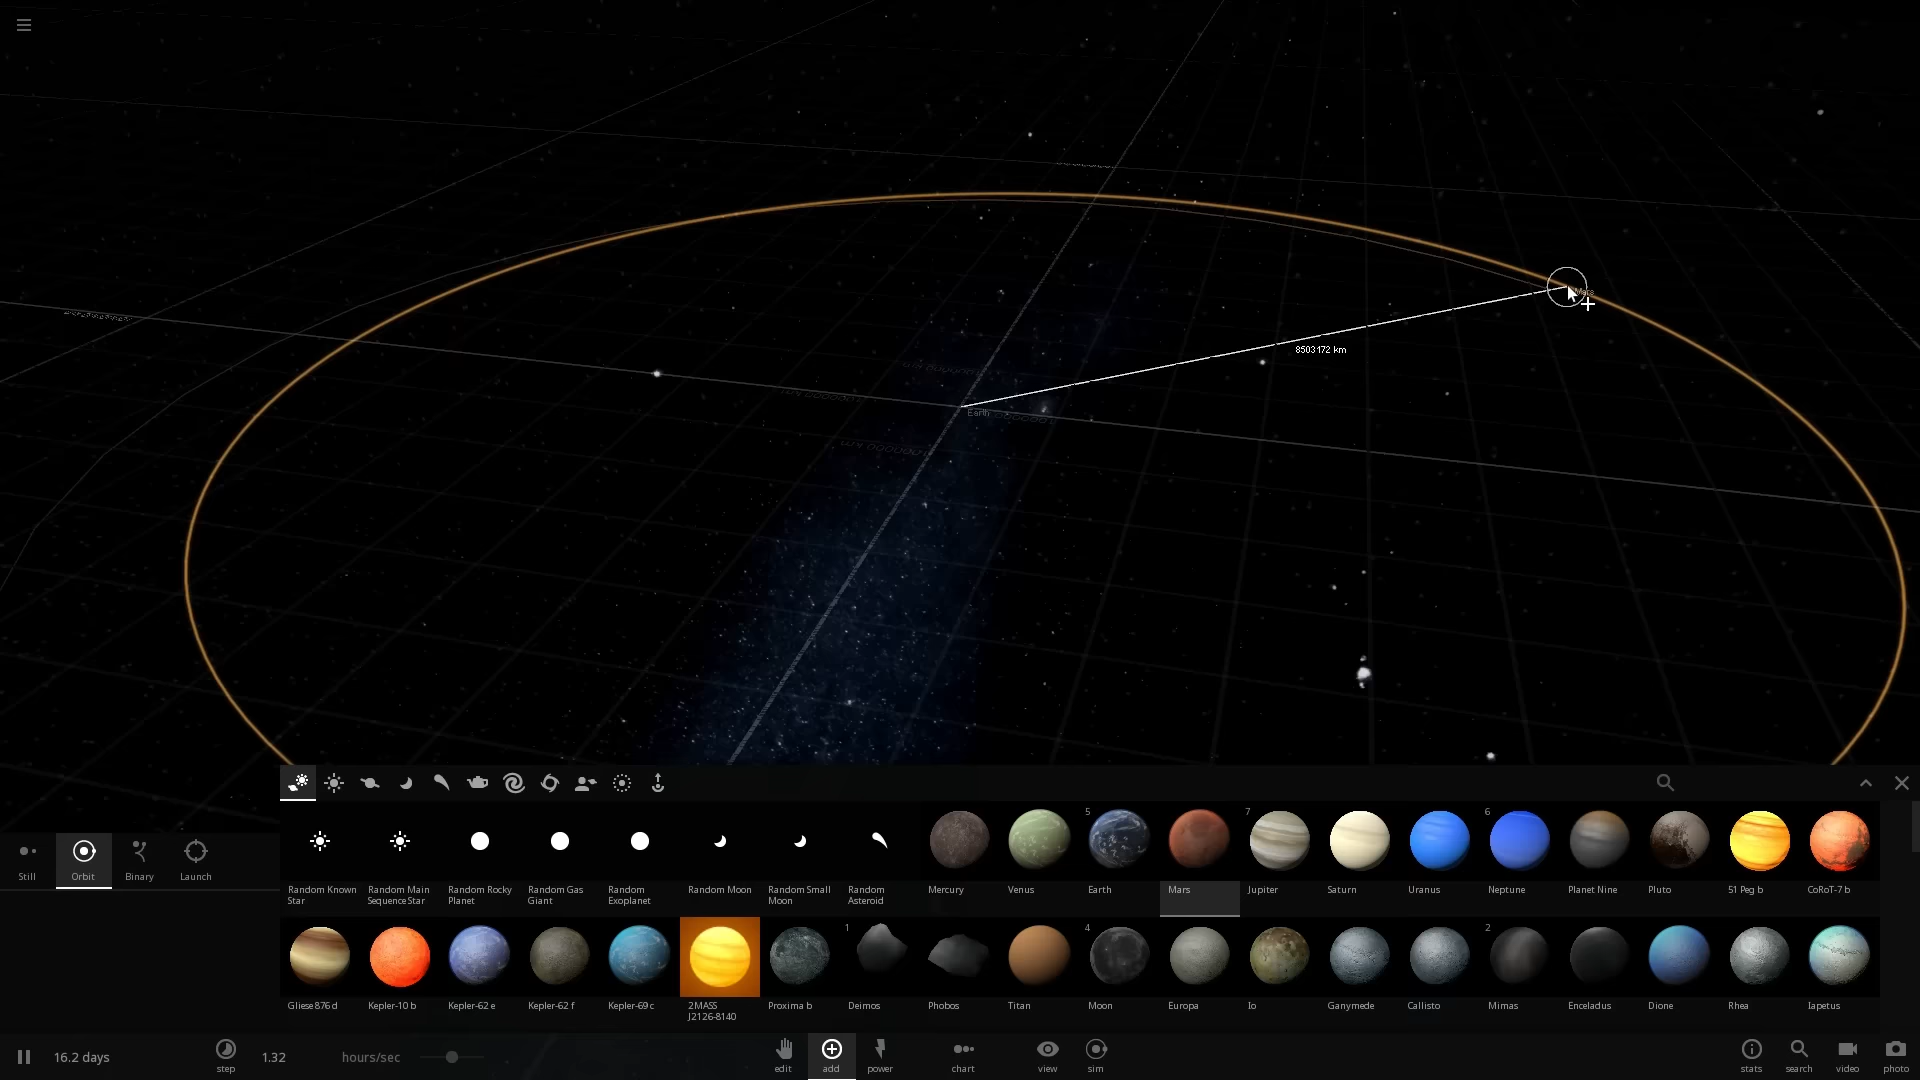 Mars
8503172 km
Earth
5
7
6
Random Known
Star
Random Main
Sequence Star
Random Rocky
Planet
Random Gas
Giant
Random
Exoplanet
Random Moon
Random Small
Moon
Random
Asteroid
Mercury
Venus
Earth
Mars
Jupiter
Saturn
Uranus
Neptune
Planet Nine
Pluto
51 Peg b
CoRoT-7 b
Still
Orbit
Binary
Launch
1
4
2
Gliese 876 d
Kepler-10 b
Kepler-62 e
Kepler-62 f
Kepler-69 c
2MASS
J2126-8140
Proxima b
Deimos
Phobos
Titan
Moon
Europa
Io
Ganymede
Callisto
Mimas
Enceladus
Dione
Rhea
Iapetus
16.2 days
step
1.32
hours/sec
edit
add
power
chart
view
sim
stats
search
video
photo